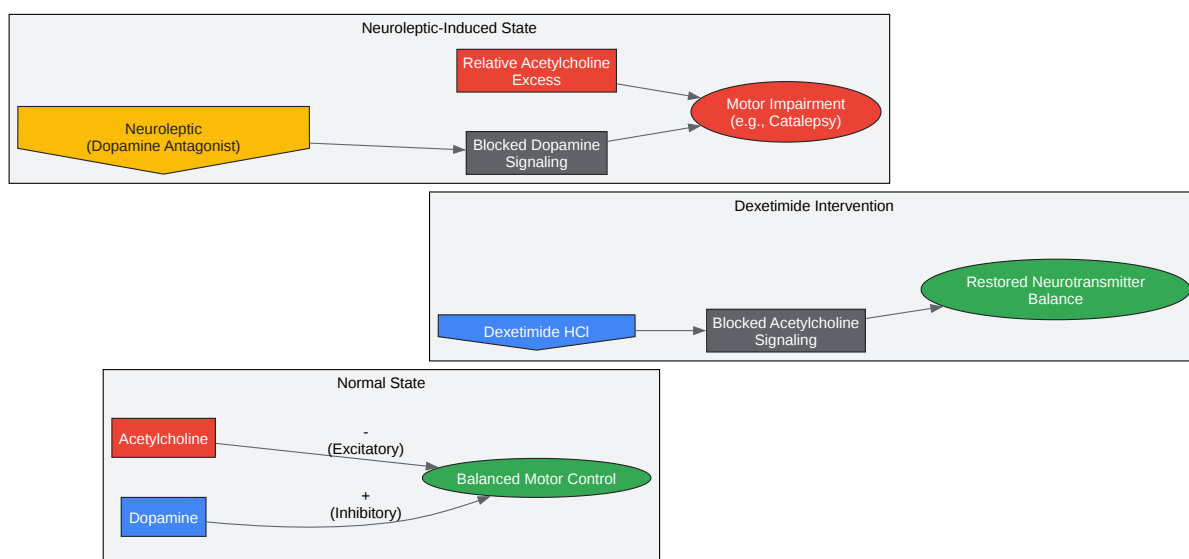 Neuroleptic-Induced State
Relative Acetylcholine
Excess
Motor Impairment
(e.g., Catalepsy)
Neuroleptic
(Dopamine Antagonist)
Blocked Dopamine
Signaling
Dexetimide Intervention
Restored Neurotransmitter
Balance
Dexetimide HCl
Blocked Acetylcholine
Signaling
Normal State
Acetylcholine
-
(Excitatory)
Balanced Motor Control
+
(Inhibitory)
Dopamine